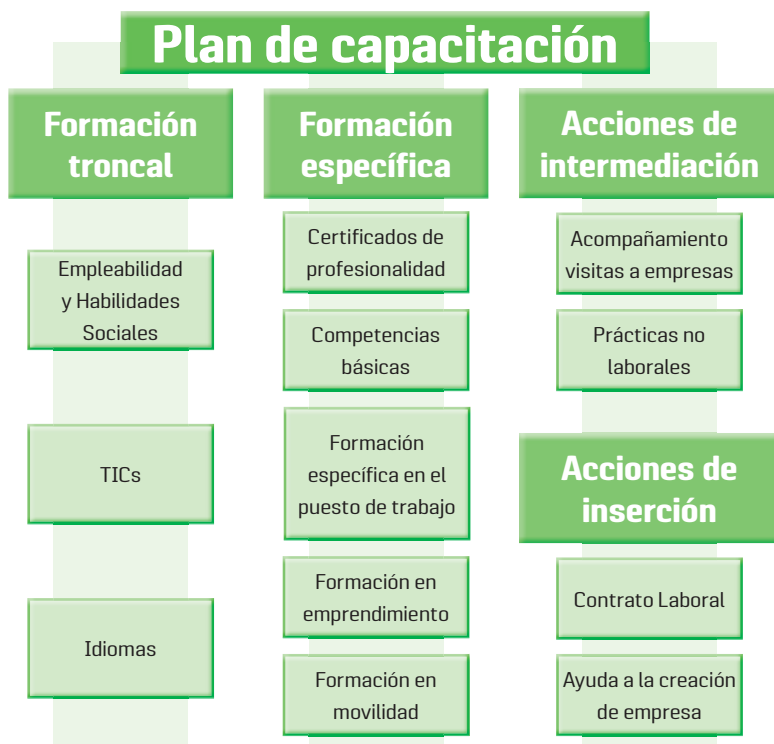 Plan de capacitación
Formación
troncal
Empleabilidad
y Habilidades
Sociales
TICs
Idiomas
Formación
específica
Certificados de
profesionalidad
Competencias
básicas
Formación
específica en el
puesto de trabajo
Formación en
emprendimiento
Formación en
movilidad
Acciones de
intermediación
Acompañamiento
visitas a empresas
Prácticas no
laborales
Acciones de
inserción
Contrato Laboral
Ayuda a la creación
de empresa